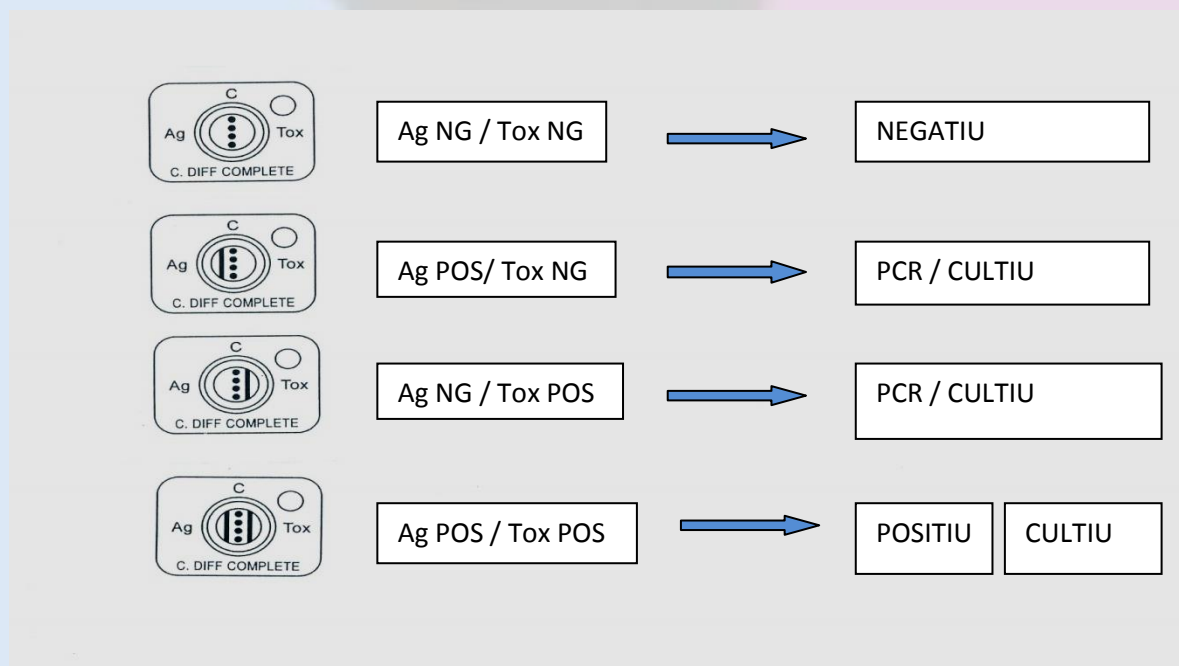 C
Ag Tox
C. DIFF COMPLETE
Ag NG / Tox NG
NEGATIU
C
Ag Tox
C. DIFF COMPLETE
Ag POS/ Tox NG
PCR / CULTIU
C
Ag Tox
C. DIFF COMPLETE
Ag NG / Tox POS
PCR / CULTIU
C
Ag Tox
C. DIFF COMPLETE
Ag POS / Tox POS
POSITIU
CULTIU